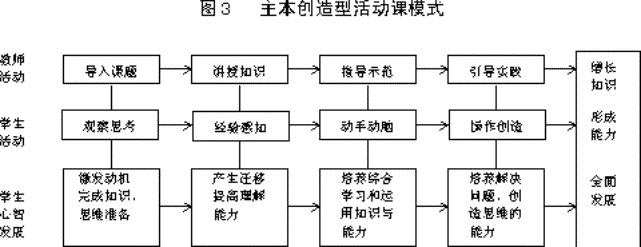 图3 主本创造型活动课模式
教师
活动
导入课题
讲授知识
指导示范
引导实践
增长
知识
学生
活动
观察思考
经验感知
动手动脑
操作创造
形成
能力
学生
心智
发展
激发动机
完成知识,
思维准备
产生迁移
提高理解
能力
培养综合
学习和运
用知识与
能力
培养解决
问题,创
造思维的
能力
全面
发展